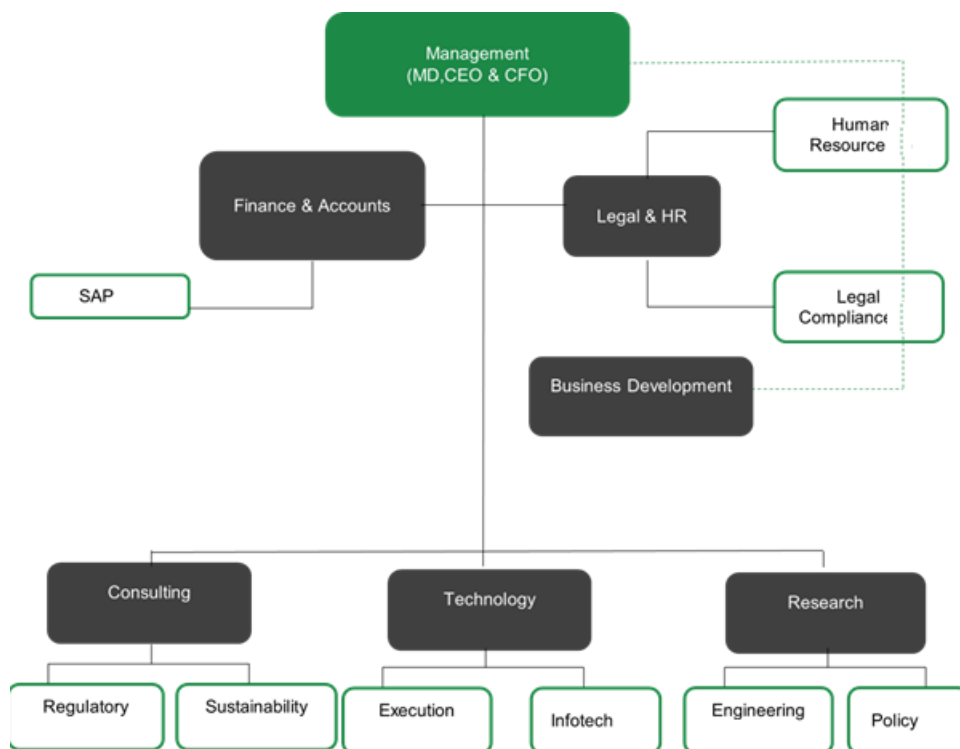 Management
(MD,CEO & CFO)
Human
Resource
Finance & Accounts
Legal & HR
SAP
Legal
Compliance
Business Development
Consulting
Technology
Research
Regulatory
Sustainability
Execution
Infotech
Engineering
Policy